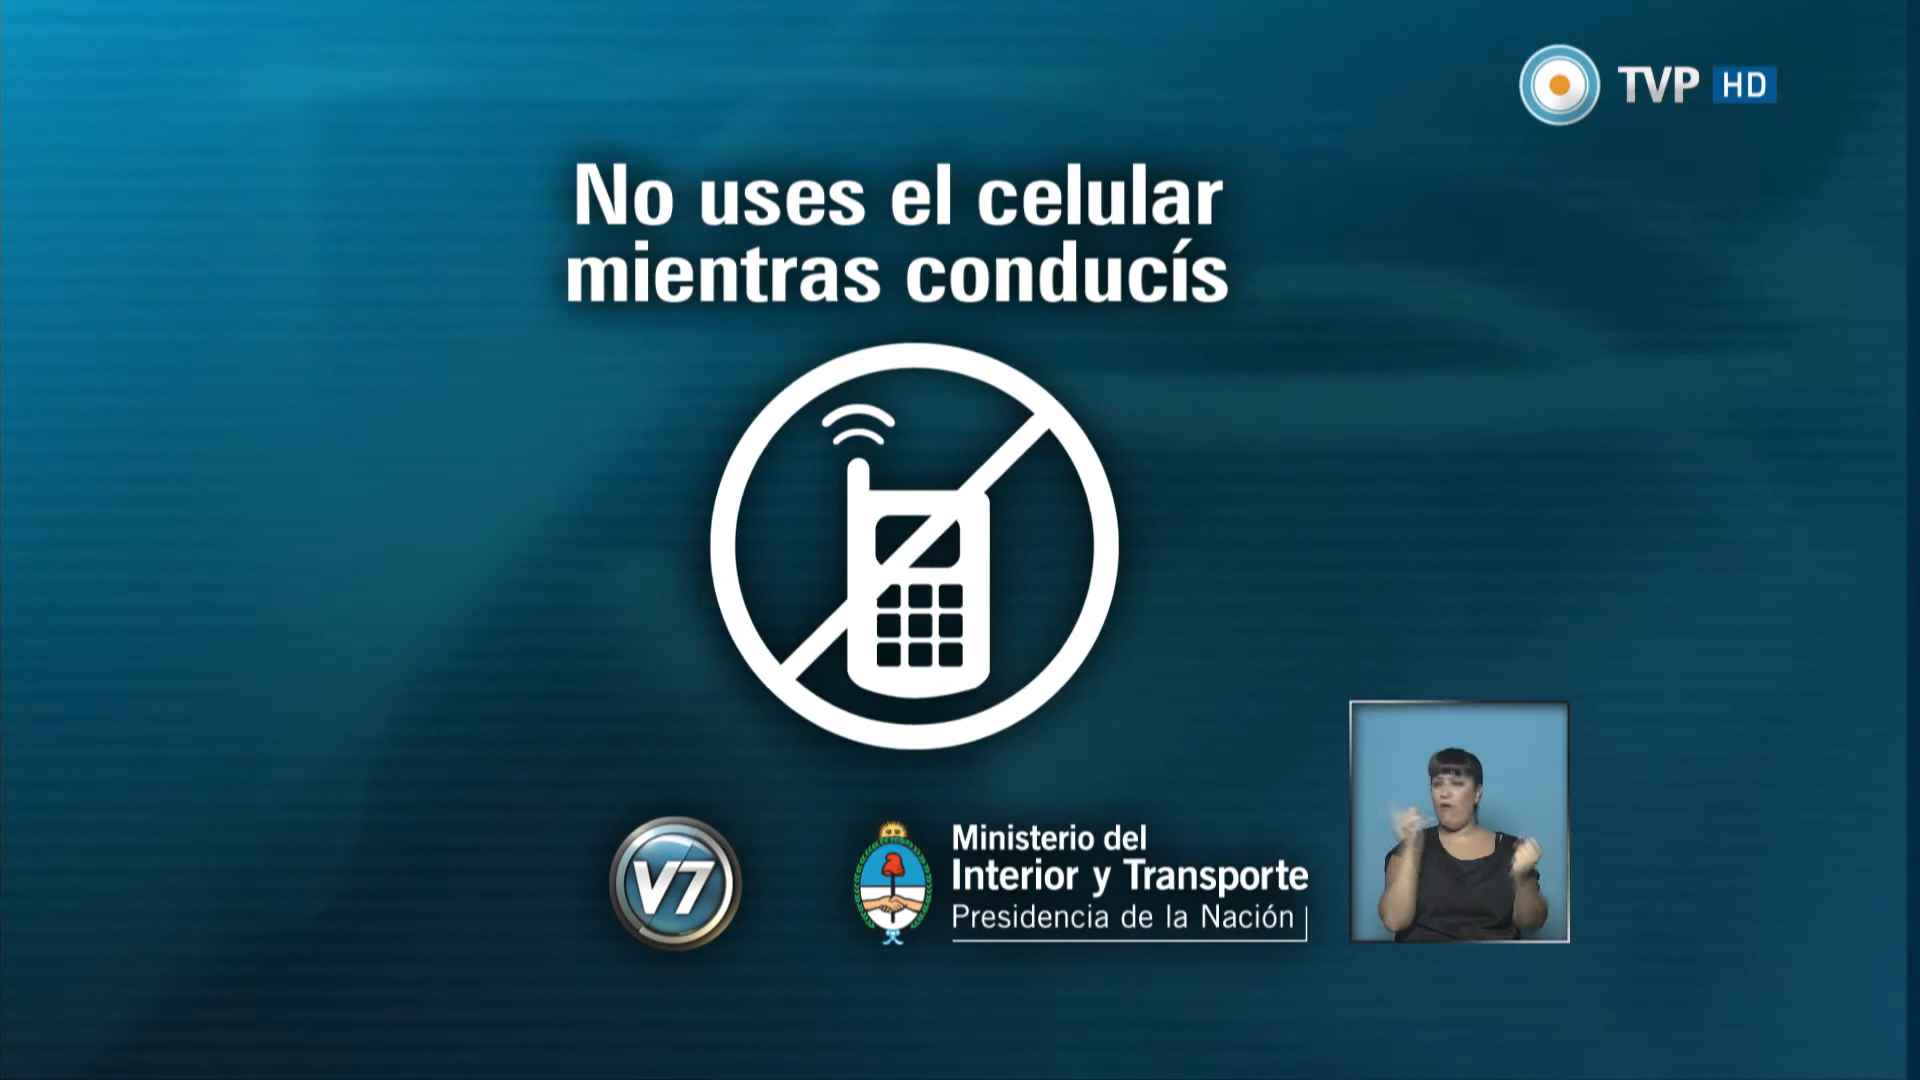 TVP HD
No uses el celular
mientras conducís
V7
Ministerio del
Interior y Transporte
Presidencia de la Nación